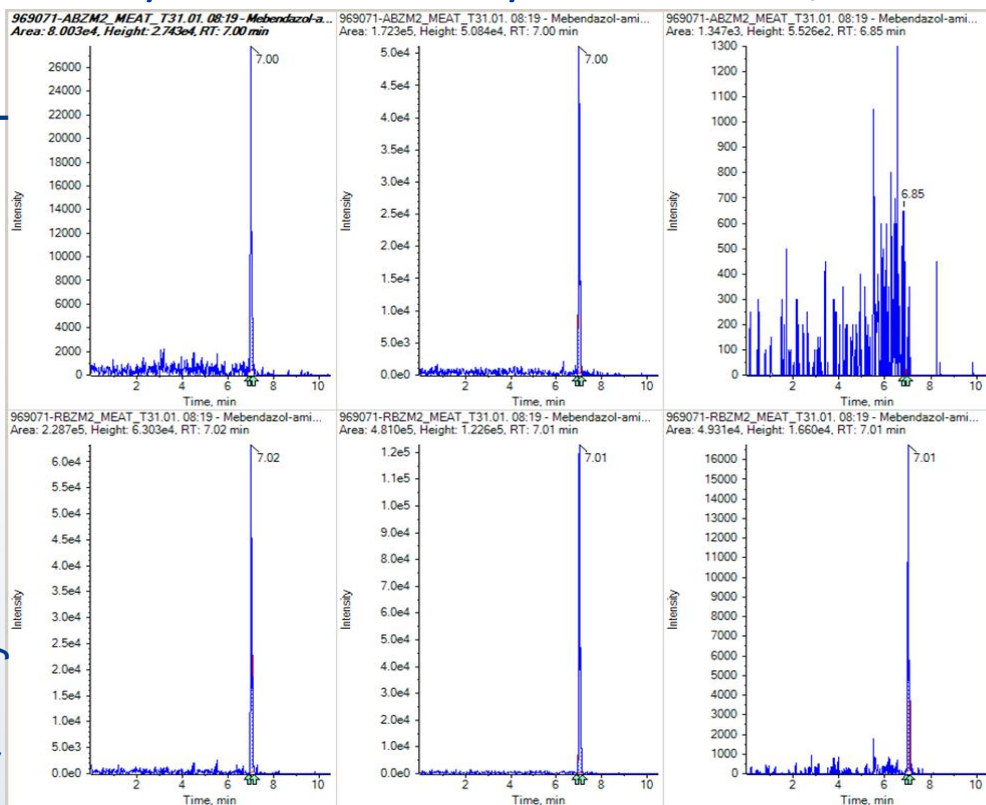 969071-ABZM2_MEAT_T31.01. 08:19 - Mebendazol-a...
Area: 8.003e4, Height: 2.743e4, RT: 7.00 min
7.00
26000
24000
22000
20000
18000
16000
14000
12000
10000
8000
6000
4000
2000
0
Intensity
2 4 6 8 10
Time, min
969071-ABZM2_MEAT_T31.01. 08:19 - Mebendazol-ami...
Area: 1.723e5, Height: 5.084e4, RT: 7.00 min
7.00
5.0e4
4.5e4
4.0e4
3.5e4
3.0e4
2.5e4
2.0e4
1.5e4
1.0e4
5.0e3
0.0e0
Intensity
2 4 6 8 10
Time, min
969071-ABZM2_MEAT_T31.01. 08:19 - Mebendazol-ami...
Area: 1.347e3, Height: 5.526e2, RT: 6.85 min
1300
1200
1100
1000
900
800
700
6.85
600
500
400
300
200
100
0
Intensity
2 4 6 8 10
Time, min
969071-RBZM2_MEAT_T31.01. 08:19 - Mebendazol-ami...
Area: 2.287e5, Height: 6.303e4, RT: 7.02 min
7.02
6.0e4
5.5e4
5.0e4
4.5e4
4.0e4
3.5e4
3.0e4
2.5e4
2.0e4
1.5e4
1.0e4
5.0e3
0.0e0
Intensity
2 4 6 8 10
Time, min
969071-RBZM2_MEAT_T31.01. 08:19 - Mebendazol-ami...
Area: 4.810e5, Height: 1.226e5, RT: 7.01 min
7.01
1.2e5
1.1e5
1.0e5
9.0e4
8.0e4
7.0e4
6.0e4
5.0e4
4.0e4
3.0e4
2.0e4
1.0e4
0.0e0
Intensity
2 4 6 8 10
Time, min
969071-RBZM2_MEAT_T31.01. 08:19 - Mebendazol-ami...
Area: 4.931e4, Height: 1.660e4, RT: 7.01 min
7.01
16000
15000
14000
13000
12000
11000
10000
9000
8000
7000
6000
5000
4000
3000
2000
1000
0
Intensity
2 4 6 8 10
Time, min